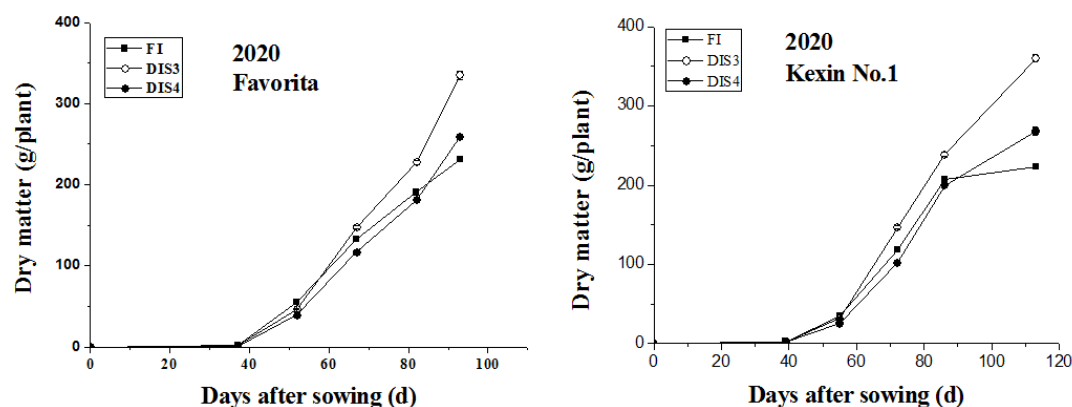 400
300
200
100
0
Dry matter (g/plant)
FI
DIS3
DIS4
2020
Favorita
0 20 40 60 80 100
Days after sowing (d)
400
300
200
100
0
Dry matter (g/plant)
FI
DIS3
DIS4
2020
Kexin No.1
0 20 40 60 80 100 120
Days after sowing (d)